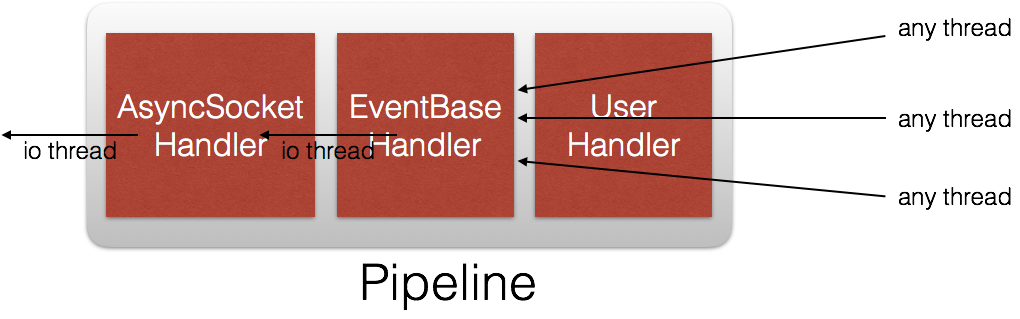 any thread
AsyncSocket
Handler
EventBase
Handler
User
Handler
any thread
io thread
io thread
any thread
Pipeline